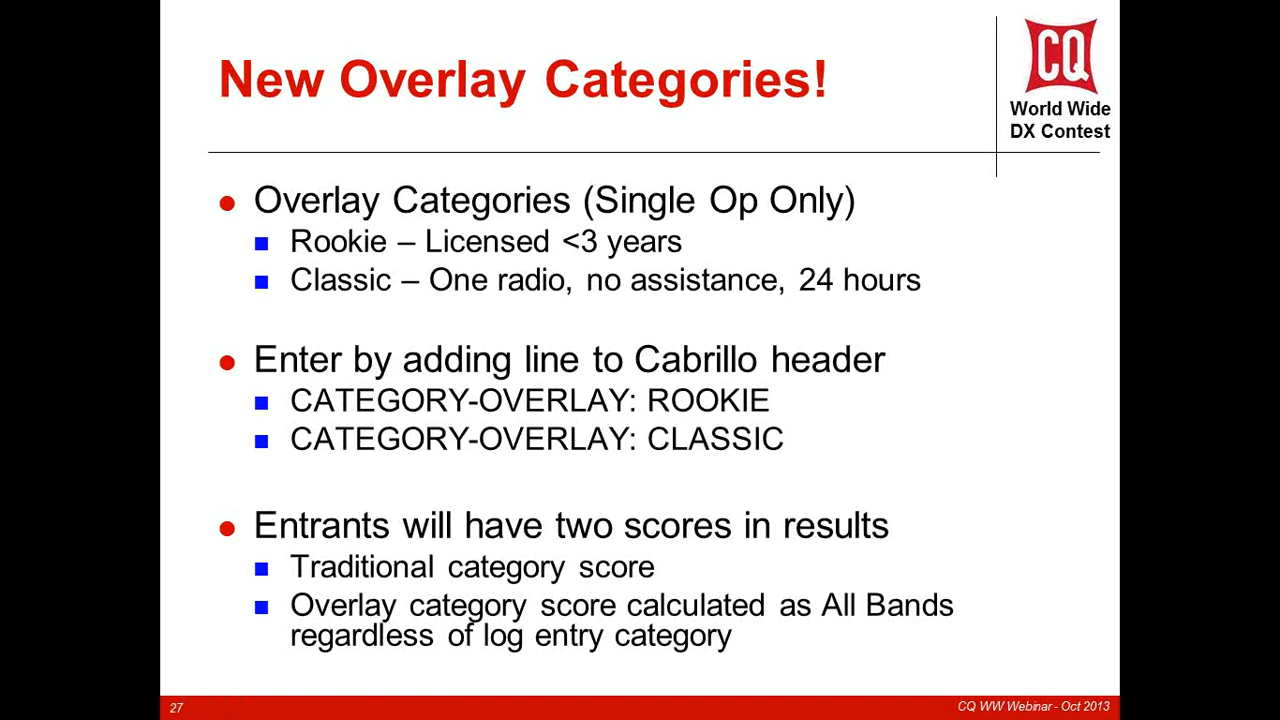 New Overlay Categories!
CQ
World Wide
DX Contest
Overlay Categories (Single Op Only)
Rookie – Licensed <3 years
Classic – One radio, no assistance, 24 hours
Enter by adding line to Cabrillo header
CATEGORY-OVERLAY: ROOKIE
CATEGORY-OVERLAY: CLASSIC
Entrants will have two scores in results
Traditional category score
Overlay category score calculated as All Bands
regardless of log entry category
27
CQ WW Webinar - Oct 2013